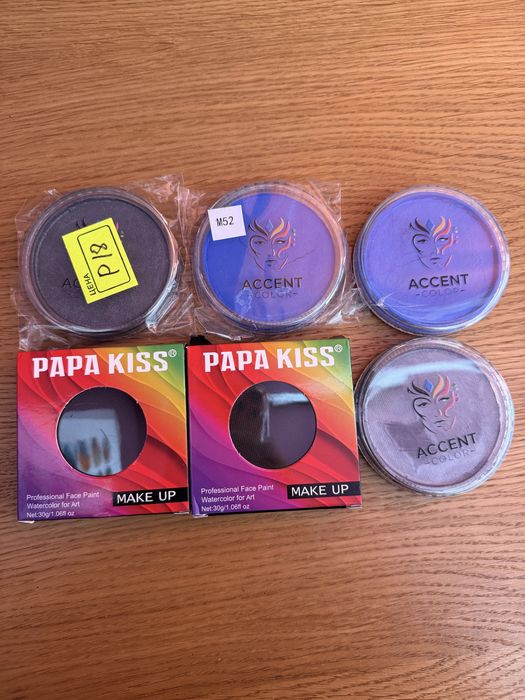 ЦЕНА
P18
M52
ACCENT
-COLOR-
ACCENT
-COLOR-
ACCENT
-COLOR-
PAPA KISS®
Professional Face Paint
Watercolor for Art
Net:30g/1.06fl oz
MAKE UP
PAPA KISS®
Professional Face Paint
Watercolor for Art
Net:30g/1.06fl oz
MAKE UP